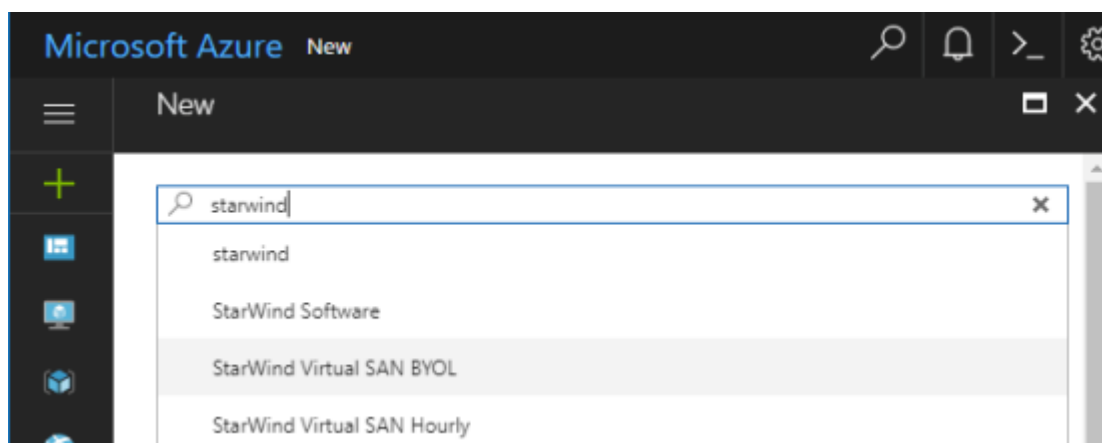 Microsoft Azure New
New
starwind
starwind
StarWind Software
StarWind Virtual SAN BYOL
StarWind Virtual SAN Hourly